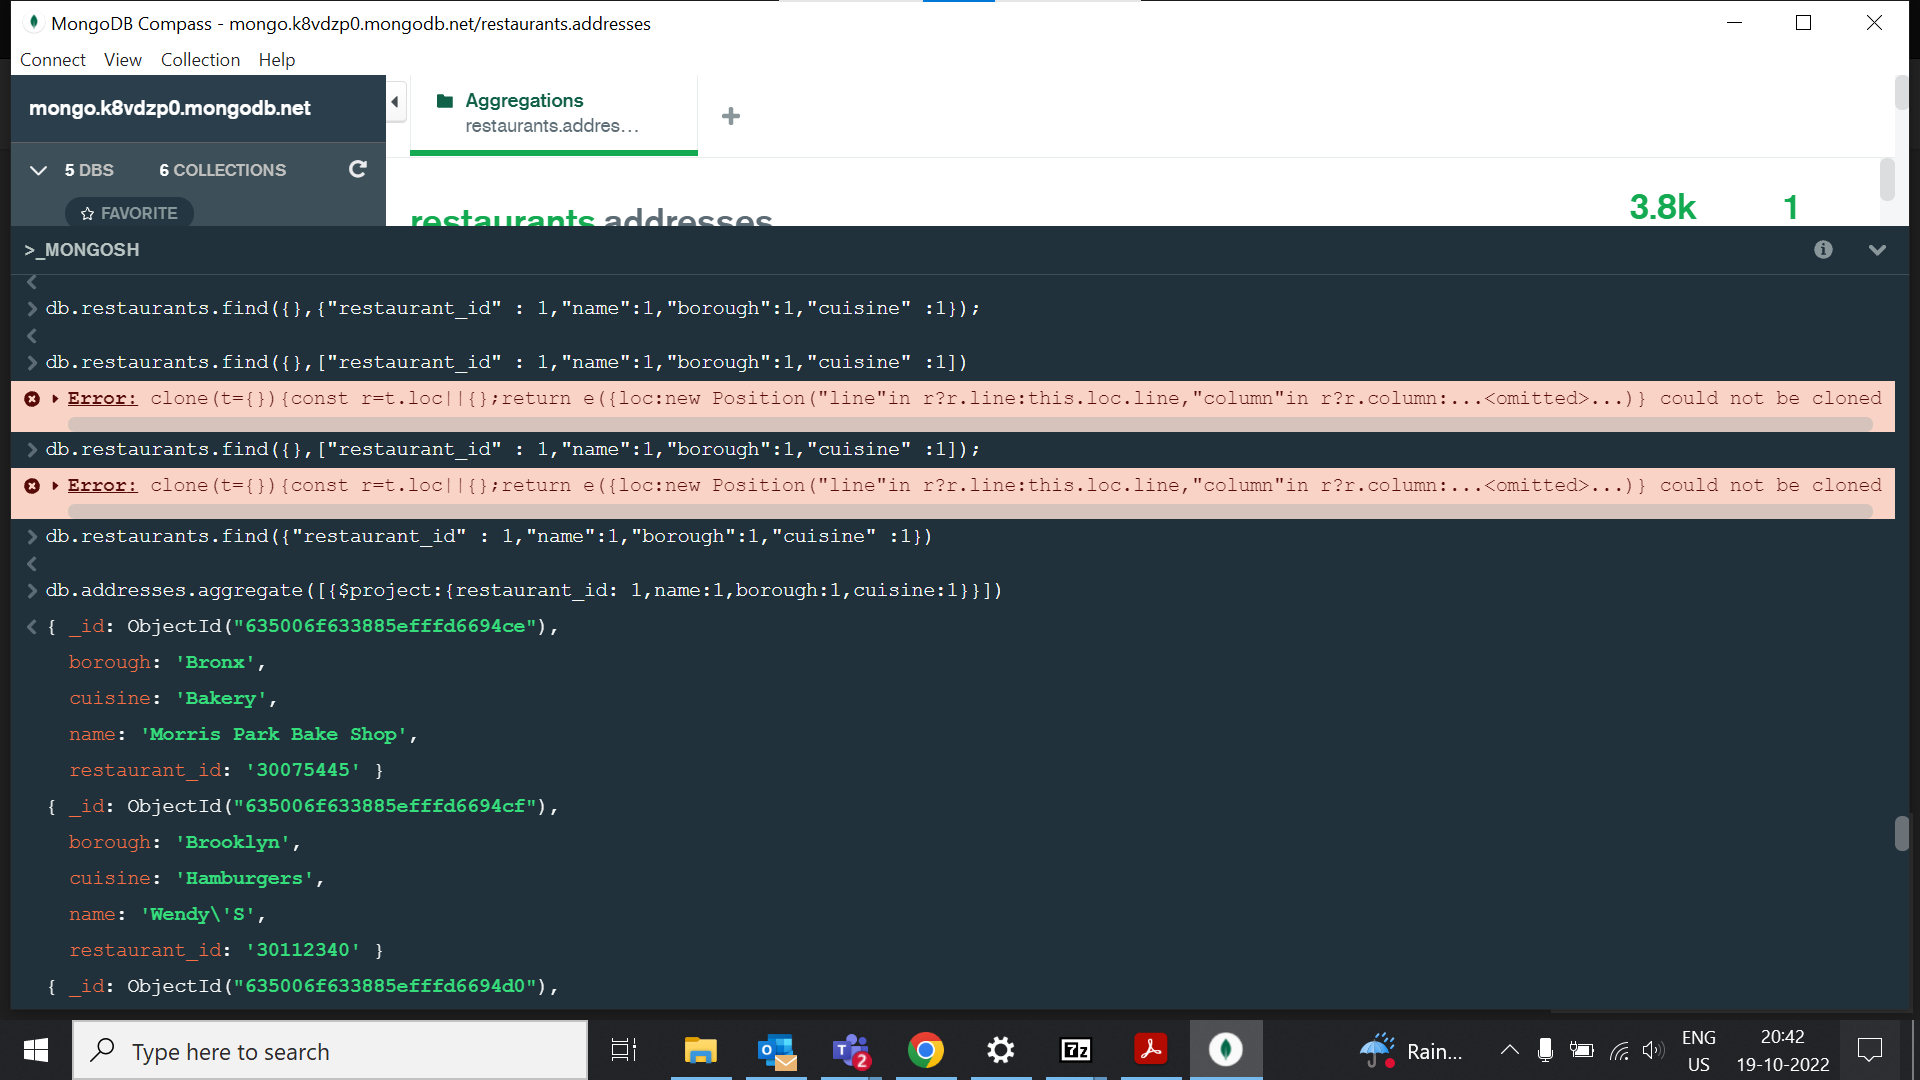 MongoDB Compass - mongo.k8vdzp0.mongodb.net/restaurants.addresses
Connect View Collection Help
mongo.k8vdzp0.mongodb.net
Aggregations
restaurants.addres...
5 DBS 6 COLLECTIONS
FAVORITE
restaurants.addresses
3.8k 1
>_MONGOSH
db.restaurants.find({},{"restaurant_id" : 1,"name":1,"borough":1,"cuisine" :1});
db.restaurants.find({},["restaurant_id" : 1,"name":1,"borough":1,"cuisine" :1])
Error: clone(t={}){const r=t.loc||{};return e({loc:new Position("line"in r?r.line:this.loc.line,"column"in r?r.column:...<omitted>...)} could not be cloned
db.restaurants.find({},["restaurant_id" : 1,"name":1,"borough":1,"cuisine" :1]);
Error: clone(t={}){const r=t.loc||{};return e({loc:new Position("line"in r?r.line:this.loc.line,"column"in r?r.column:...<omitted>...)} could not be cloned
db.restaurants.find({"restaurant_id" : 1,"name":1,"borough":1,"cuisine" :1})
db.addresses.aggregate([{$project:{restaurant_id: 1,name:1,borough:1,cuisine:1}}])
{ _id: ObjectId("635006f633885efffd6694ce"),
borough: 'Bronx',
cuisine: 'Bakery',
name: 'Morris Park Bake Shop',
restaurant_id: '30075445' }
{ _id: ObjectId("635006f633885efffd6694cf"),
borough: 'Brooklyn',
cuisine: 'Hamburgers',
name: 'Wendy\'S',
restaurant_id: '30112340' }
{ _id: ObjectId("635006f633885efffd6694d0"),
Type here to search
2
7z
Rain...
ENG
US
20:42
19-10-2022